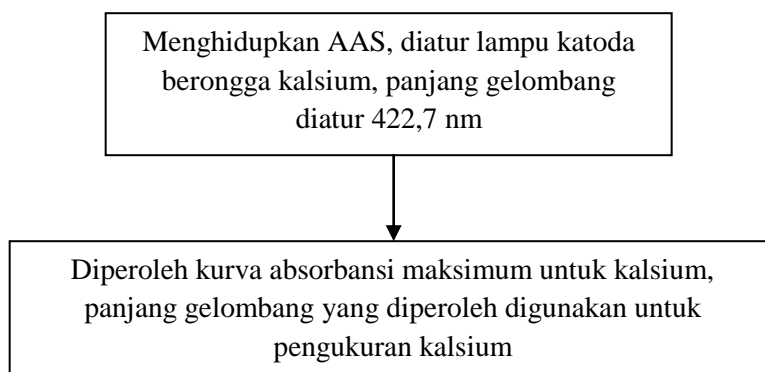 Menghidupkan AAS, diatur lampu katoda
berongga kalsium, panjang gelombang
diatur 422,7 nm
Diperoleh kurva absorbansi maksimum untuk kalsium,
panjang gelombang yang diperoleh digunakan untuk
pengukuran kalsium